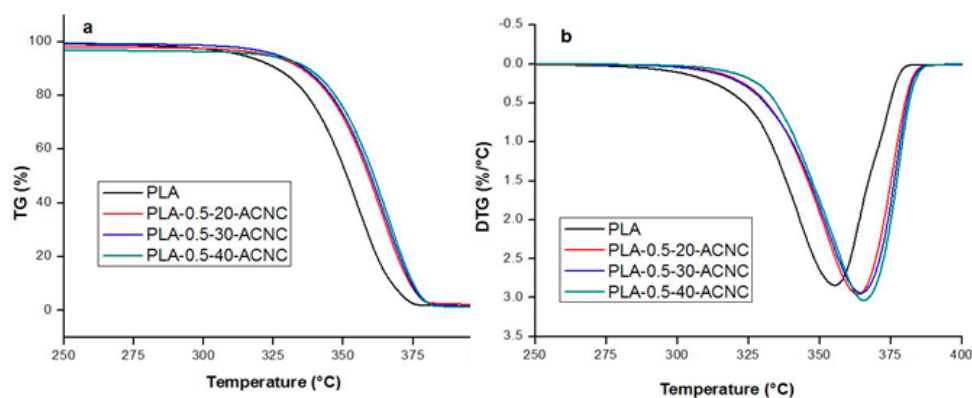 a
100
80
60
40
20
0
TG (%)
PLA
PLA-0.5-20-ACNC
PLA-0.5-30-ACNC
PLA-0.5-40-ACNC
250
275
300
325
350
375
Temperature (°C)
b
-0.5
0.0
0.5
1.0
1.5
2.0
2.5
3.0
3.5
DTG (%/°C)
PLA
PLA-0.5-20-ACNC
PLA-0.5-30-ACNC
PLA-0.5-40-ACNC
250
275
300
325
350
375
400
Temperature (°C)